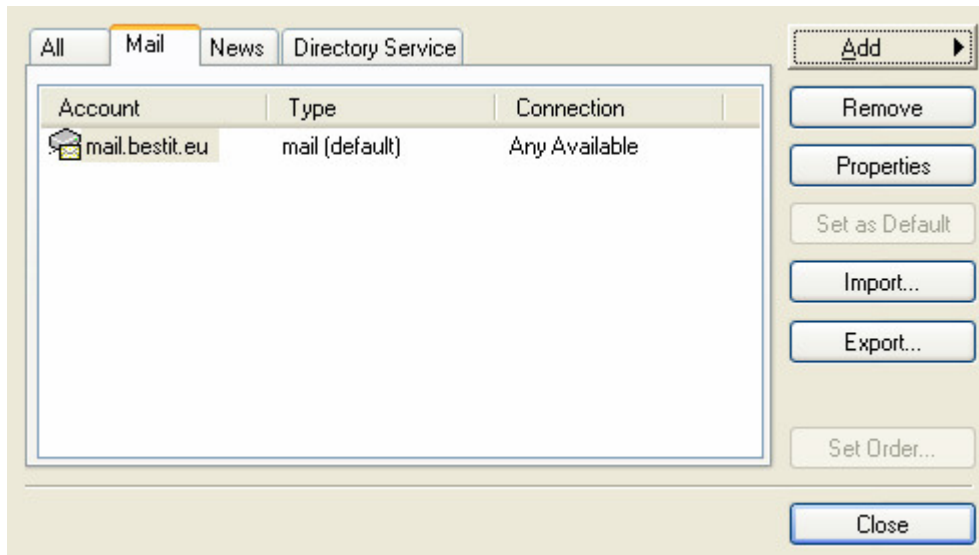 All Mail News Directory Service
Add
Account Type Connection
Remove
mail.bestit.eu mail (default) Any Available
Properties
Set as Default
Import...
Export...
Set Order...
Close